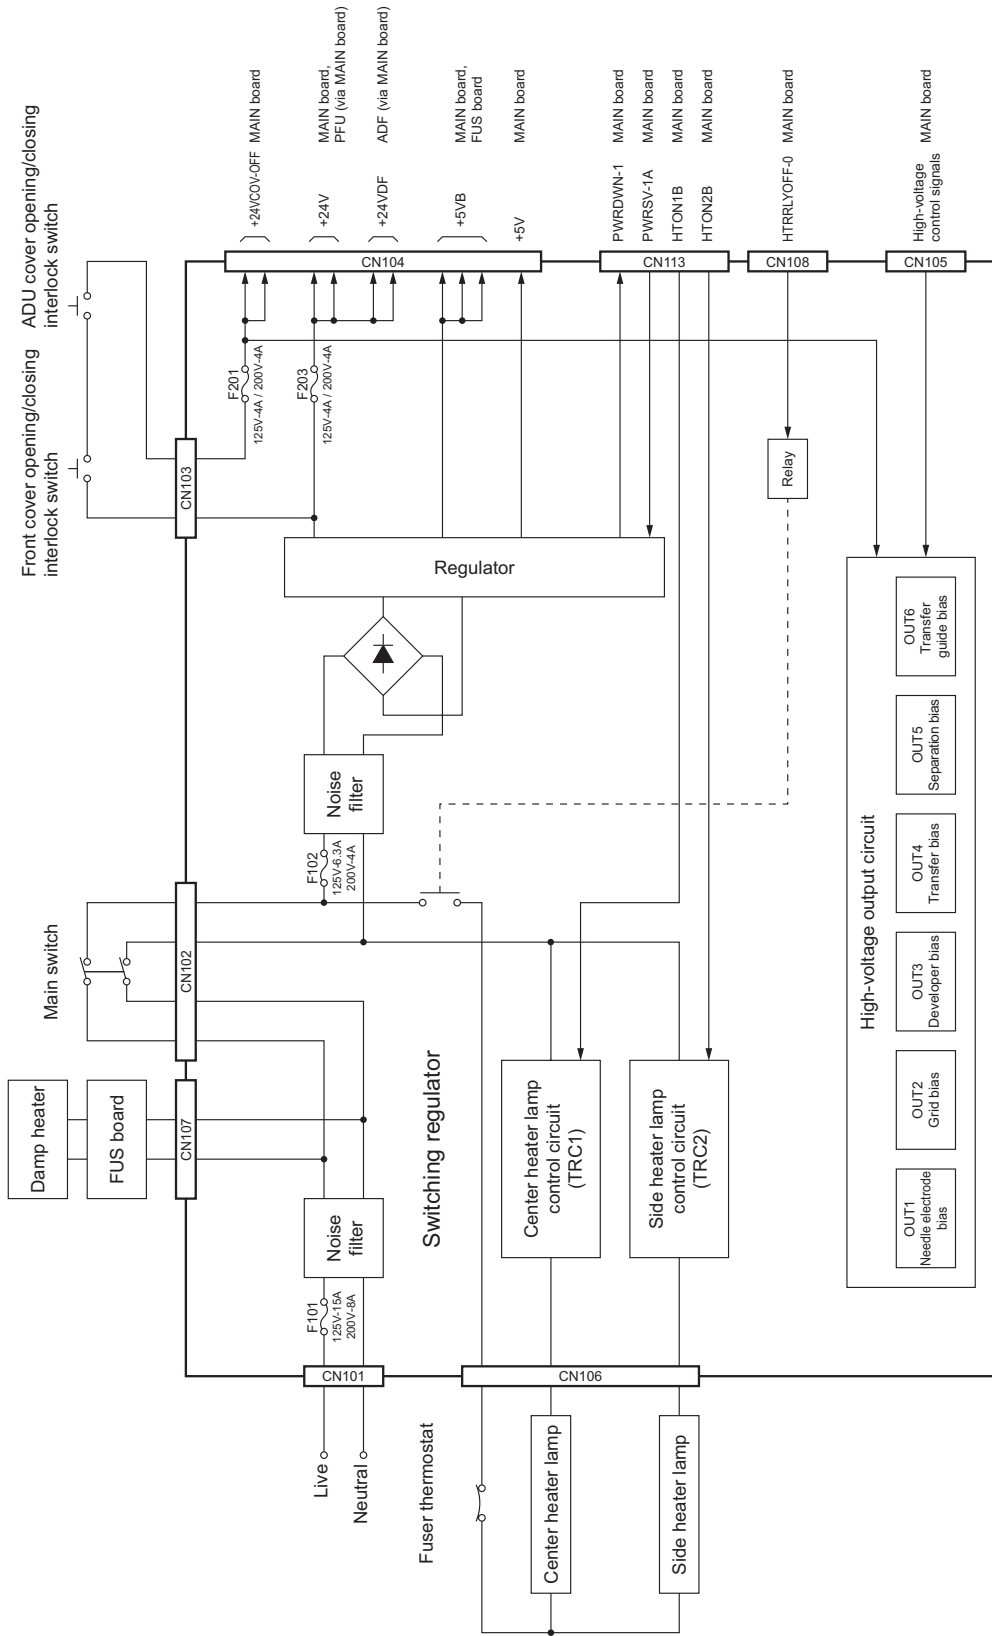 Front cover opening/closing
interlock switch
ADU cover opening/closing
interlock switch
Damp heater
FUS board
Main switch
CN107
CN102
CN103
Live
Neutral
CN101
F101
125V-15A
200V-8A
Noise
filter
F102
125V-6.3A
200V-4A
Noise
filter
Regulator
F201
125V-4A / 200V-4A
F203
125V-4A / 200V-4A
CN104
+24VCOV-OFF
MAIN board
+24V
MAIN board,
PFU (via MAIN board)
+24VDF
ADF (via MAIN board)
+5VB
MAIN board,
FUS board
+5V
MAIN board
Switching regulator
CN113
PWRDWN-1
MAIN board
PWRSV-1A
MAIN board
HTON1B
MAIN board
HTON2B
MAIN board
Fuser thermostat
CN106
Center heater lamp
Side heater lamp
Center heater lamp
control circuit
(TRC1)
Side heater lamp
control circuit
(TRC2)
Relay
CN108
HTRRLYOFF-0
MAIN board
CN105
High-voltage
control signals
MAIN board
High-voltage output circuit
OUT1
Needle electrode
bias
OUT2
Grid bias
OUT3
Developer bias
OUT4
Transfer bias
OUT5
Separation bias
OUT6
Transfer
guide bias